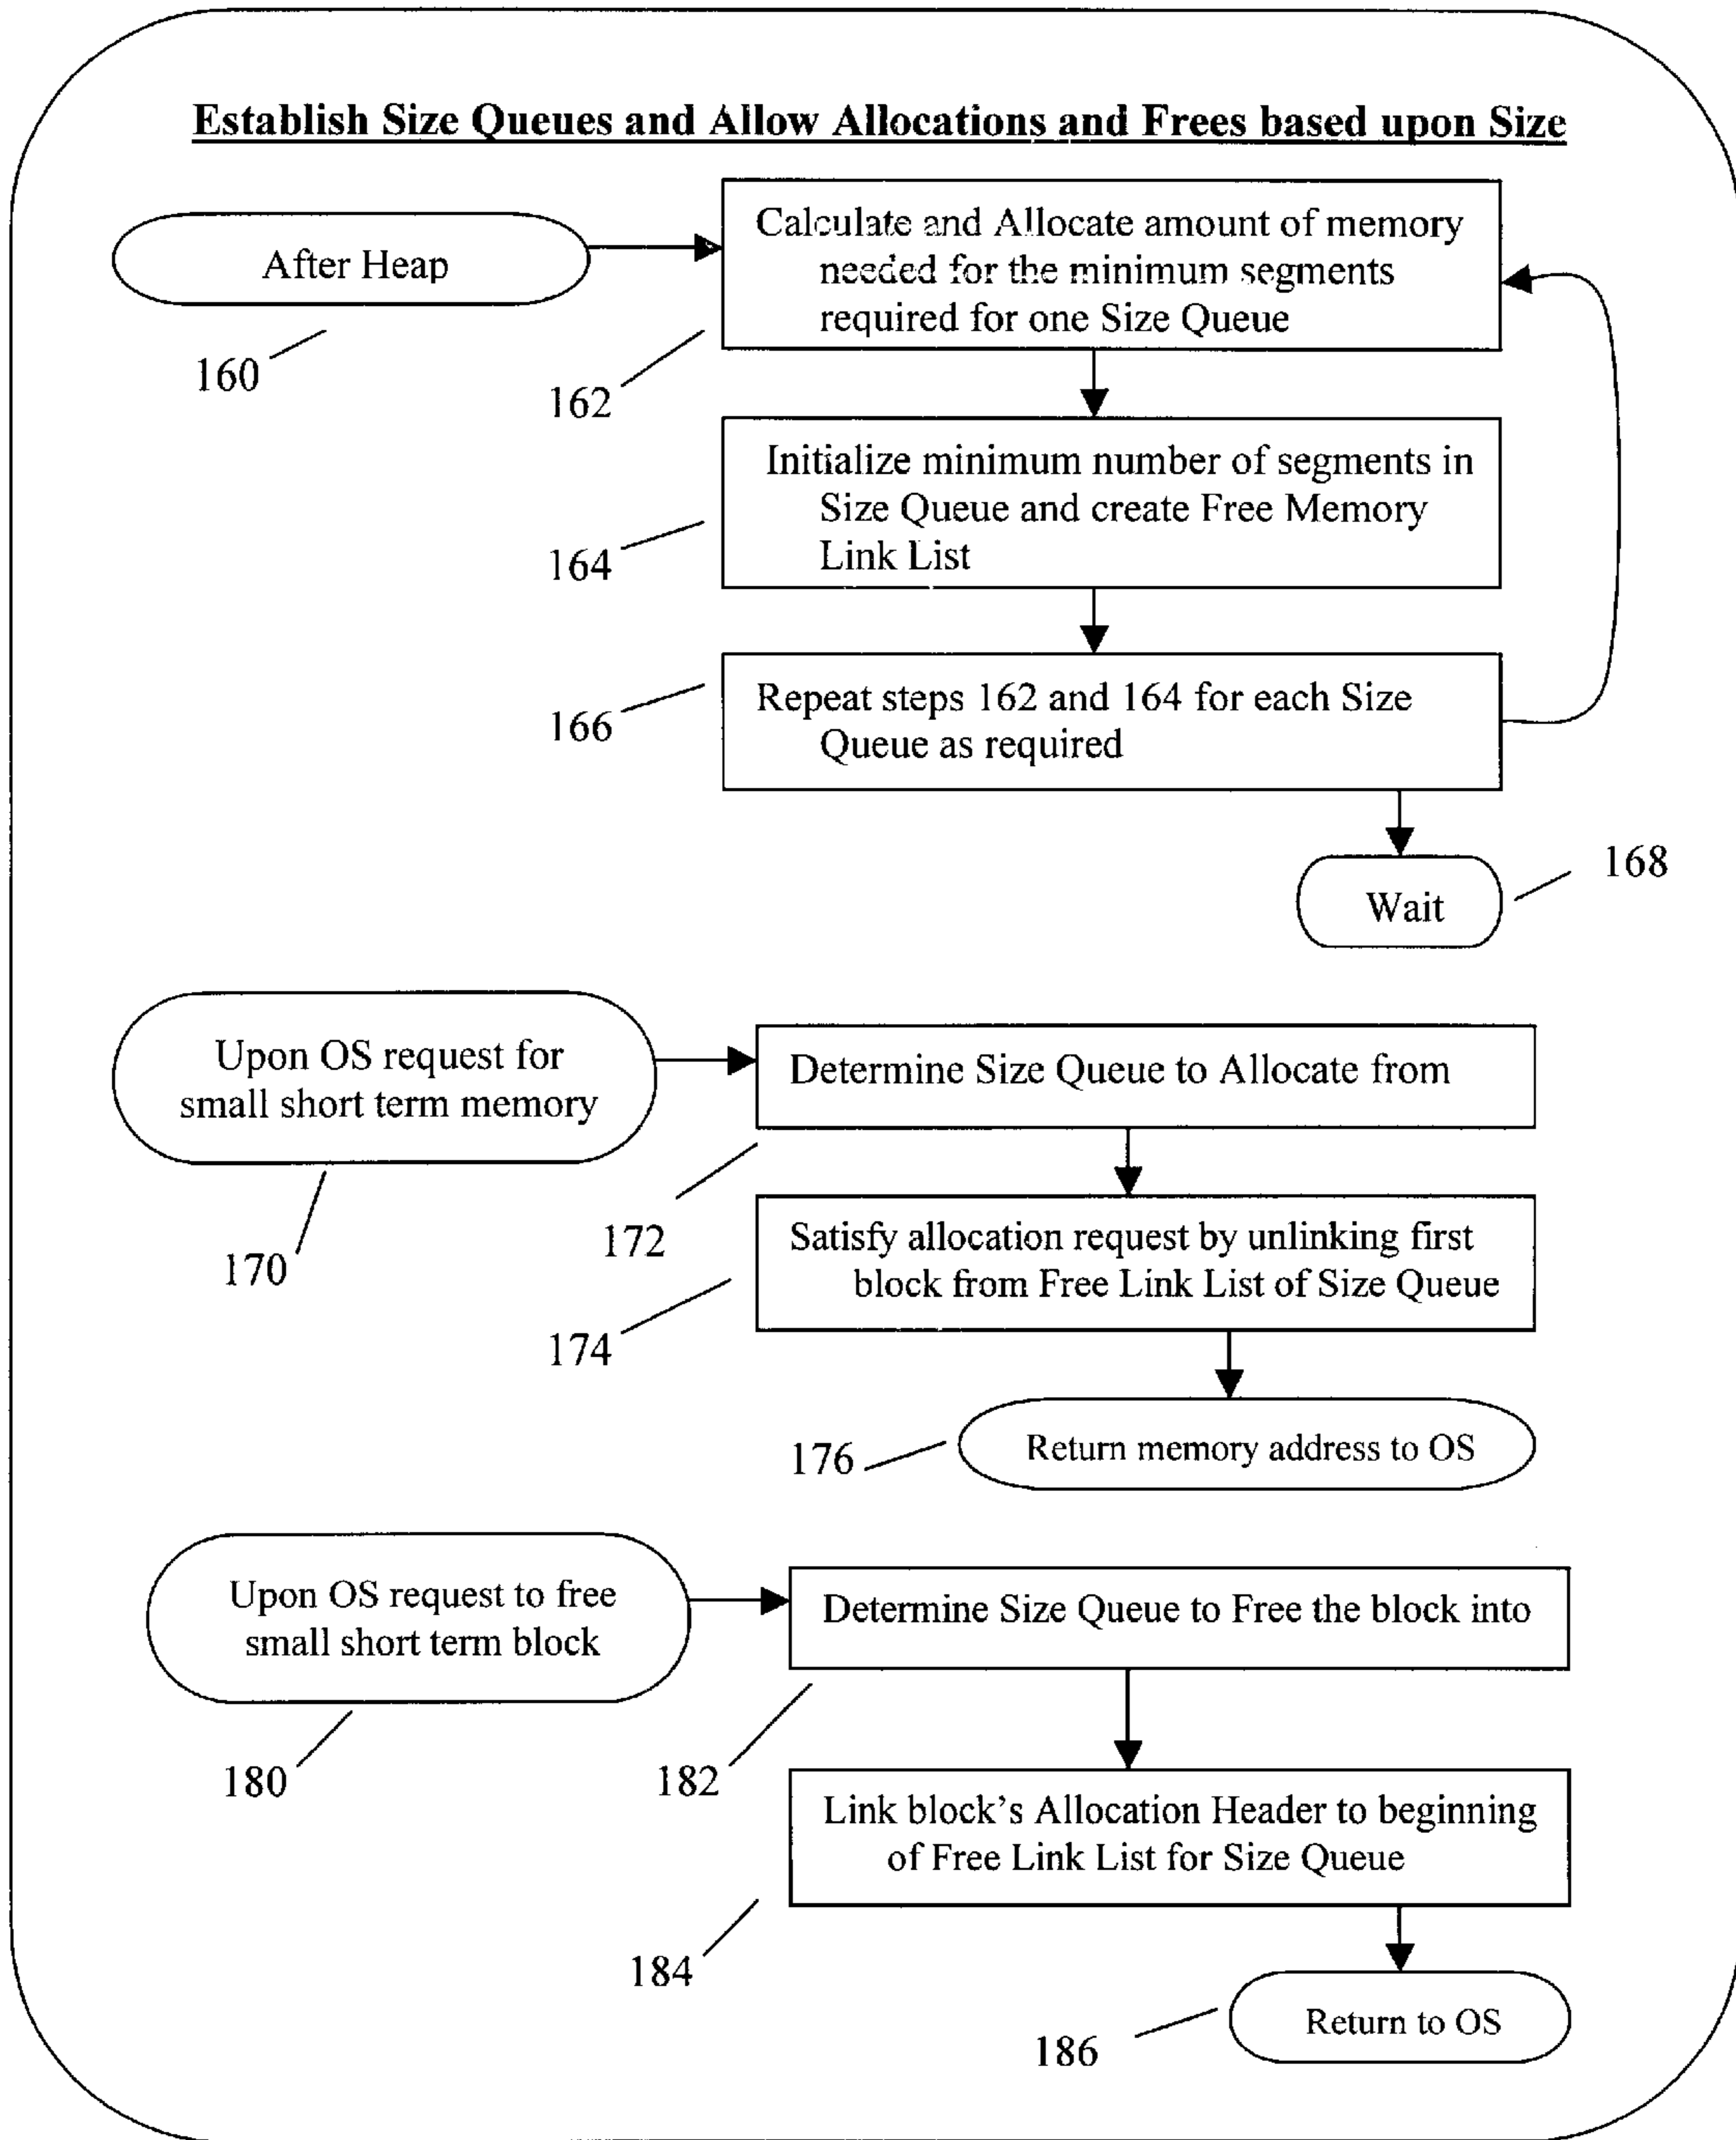 Establish Size Queues and Allow Allocations and Frees based upon Size
After Heap
160
Calculate and Allocate amount of memory
needed for the minimum segments
required for one Size Queue
162
Initialize minimum number of segments in
Size Queue and create Free Memory
Link List
164
Repeat steps 162 and 164 for each Size
Queue as required
166
Wait
168
Upon OS request for
small short term memory
170
Determine Size Queue to Allocate from
172
Satisfy allocation request by unlinking first
block from Free Link List of Size Queue
174
Return memory address to OS
176
Upon OS request to free
small short term block
180
Determine Size Queue to Free the block into
182
Link block's Allocation Header to beginning
of Free Link List for Size Queue
184
Return to OS
186